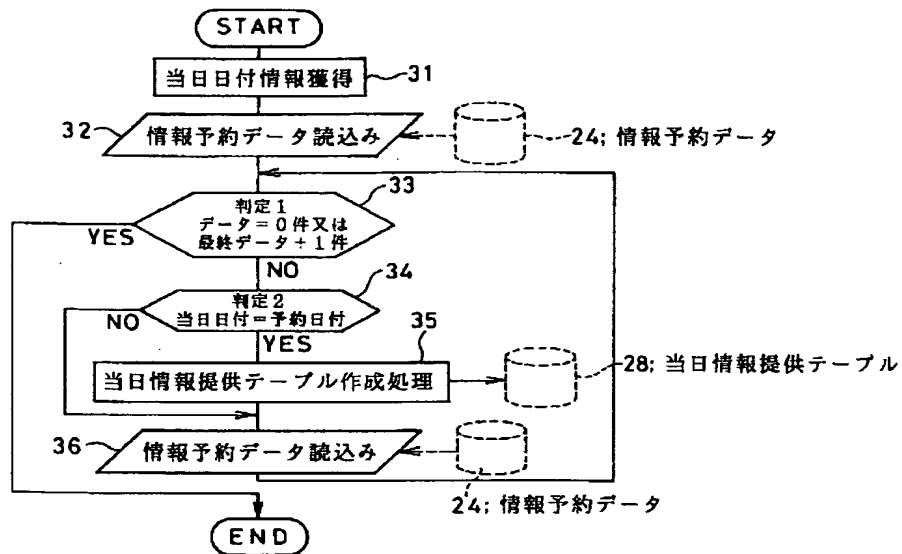 START
当日日付情報獲得
31
32
情報予約データ読込み
24; 情報予約データ
33
判定1
データ=0件又は
最終データ+1件
YES
NO
34
判定2
当日日付=予約日付
NO
YES
35
当日情報提供テーブル作成処理
28; 当日情報提供テーブル
36
情報予約データ読込み
24; 情報予約データ
END